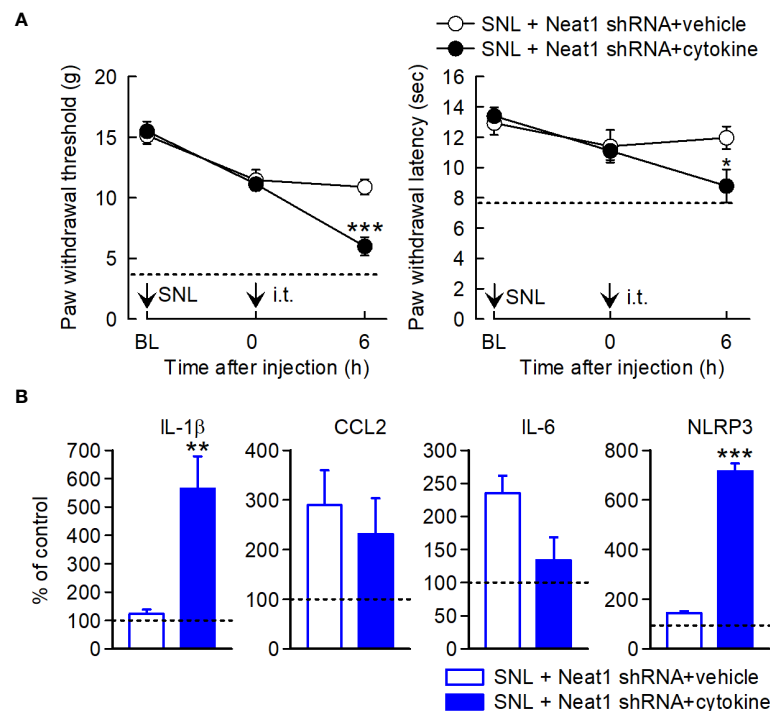 A
SNL + Neat1 shRNA+vehicle
SNL + Neat1 shRNA+cytokine
Paw withdrawal threshold (g)
20
15
10
5
0
***
SNL
i.t.
BL
0
6
Time after injection (h)
Paw withdrawal latency (sec)
16
14
12
10
8
6
4
2
0
*
SNL
i.t.
BL
0
6
Time after injection (h)
B
% of control
IL-1β
700
600
500
400
300
200
100
0
**
CCL2
400
300
200
100
0
IL-6
300
250
200
150
100
50
0
NLRP3
800
600
400
200
0
***
SNL + Neat1 shRNA+vehicle
SNL + Neat1 shRNA+cytokine